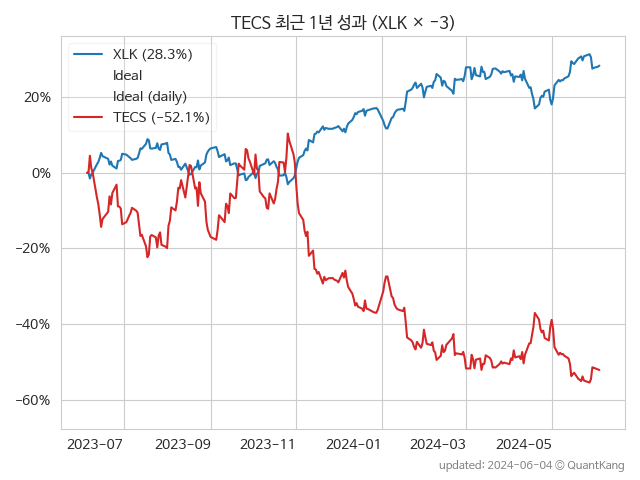 TECS 최근 1년 성과 (XLK × −3)
XLK (28.3%)
Ideal
Ideal (daily)
TECS (−52.1%)
20%
0%
−20%
−40%
−60%
2023-07 2023-09 2023-11 2024-01 2024-03 2024-05
updated: 2024-06-04 © QuantKang